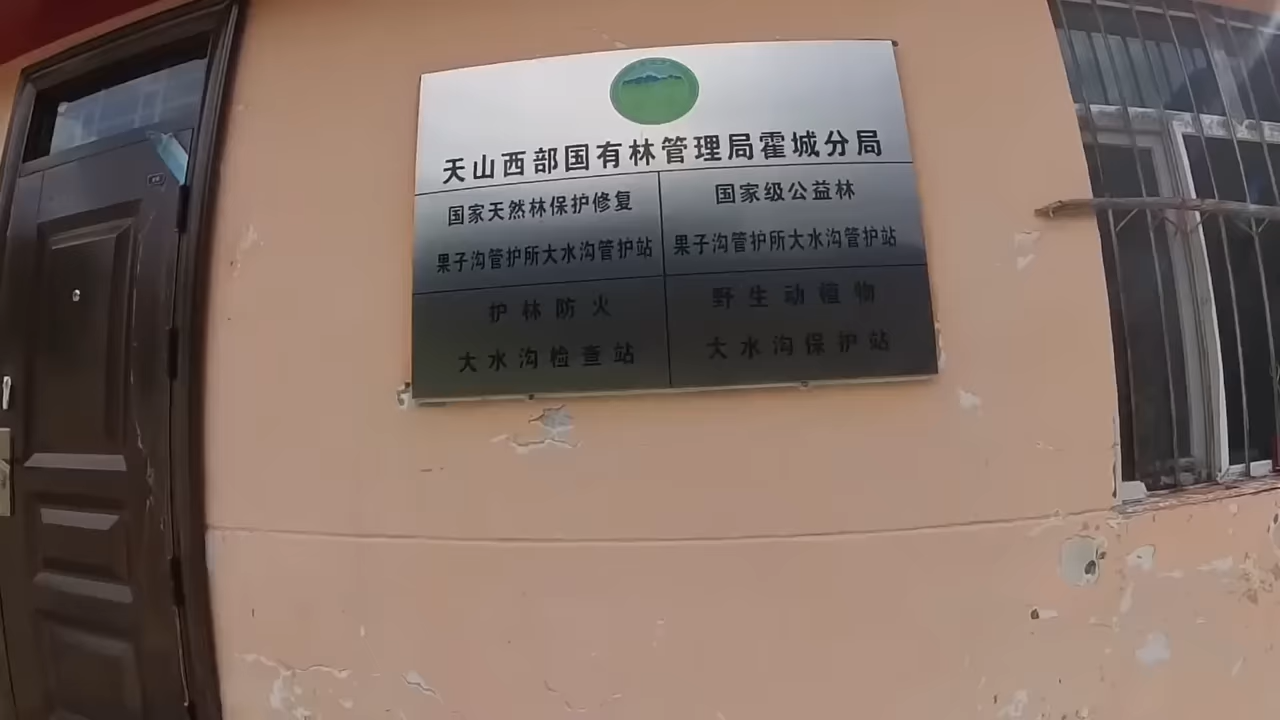 天山西部国有林管理局霍城分局
国家天然林保护修复
果子沟管护所大水沟管护站
国家级公益林
果子沟管护所大水沟管护站
护林防火
大水沟检查站
野生动植物
大水沟保护站